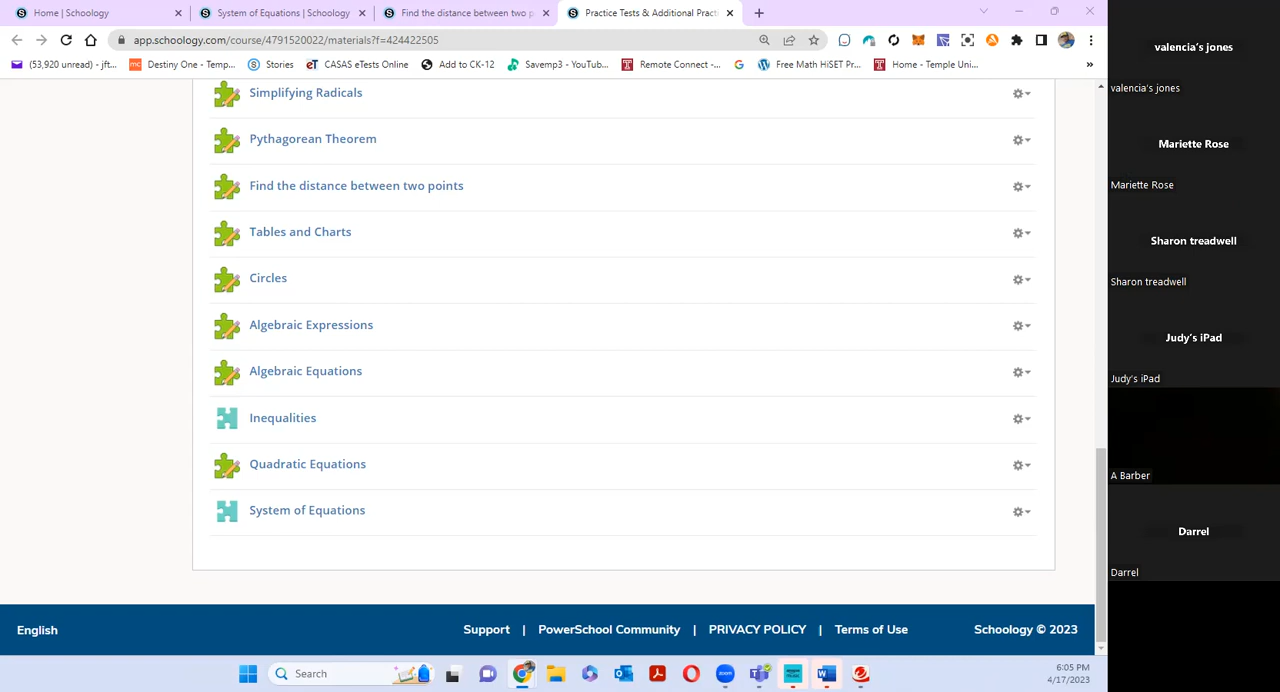 Home | Schoology
System of Equations | Schoology
Find the distance between two p
Practice Tests & Additional Practi
app.schoology.com/course/4791520022/materials?f=424422505
(53,920 unread) - jft...
Destiny One - Temp...
Stories
CASAS eTests Online
Add to CK-12
Savemp3 - YouTub...
Remote Connect -...
Free Math HiSET Pr...
Home - Temple Uni...
»
Simplifying Radicals
Pythagorean Theorem
Find the distance between two points
Tables and Charts
Circles
Algebraic Expressions
Algebraic Equations
Inequalities
Quadratic Equations
System of Equations
English
Support | PowerSchool Community | PRIVACY POLICY | Terms of Use
Schoology © 2023
Search
6:05 PM
4/17/2023
valencia's jones
valencia's jones
Mariette Rose
Mariette Rose
Sharon treadwell
Sharon treadwell
Judy's iPad
Judy's iPad
A Barber
Darrel
Darrel